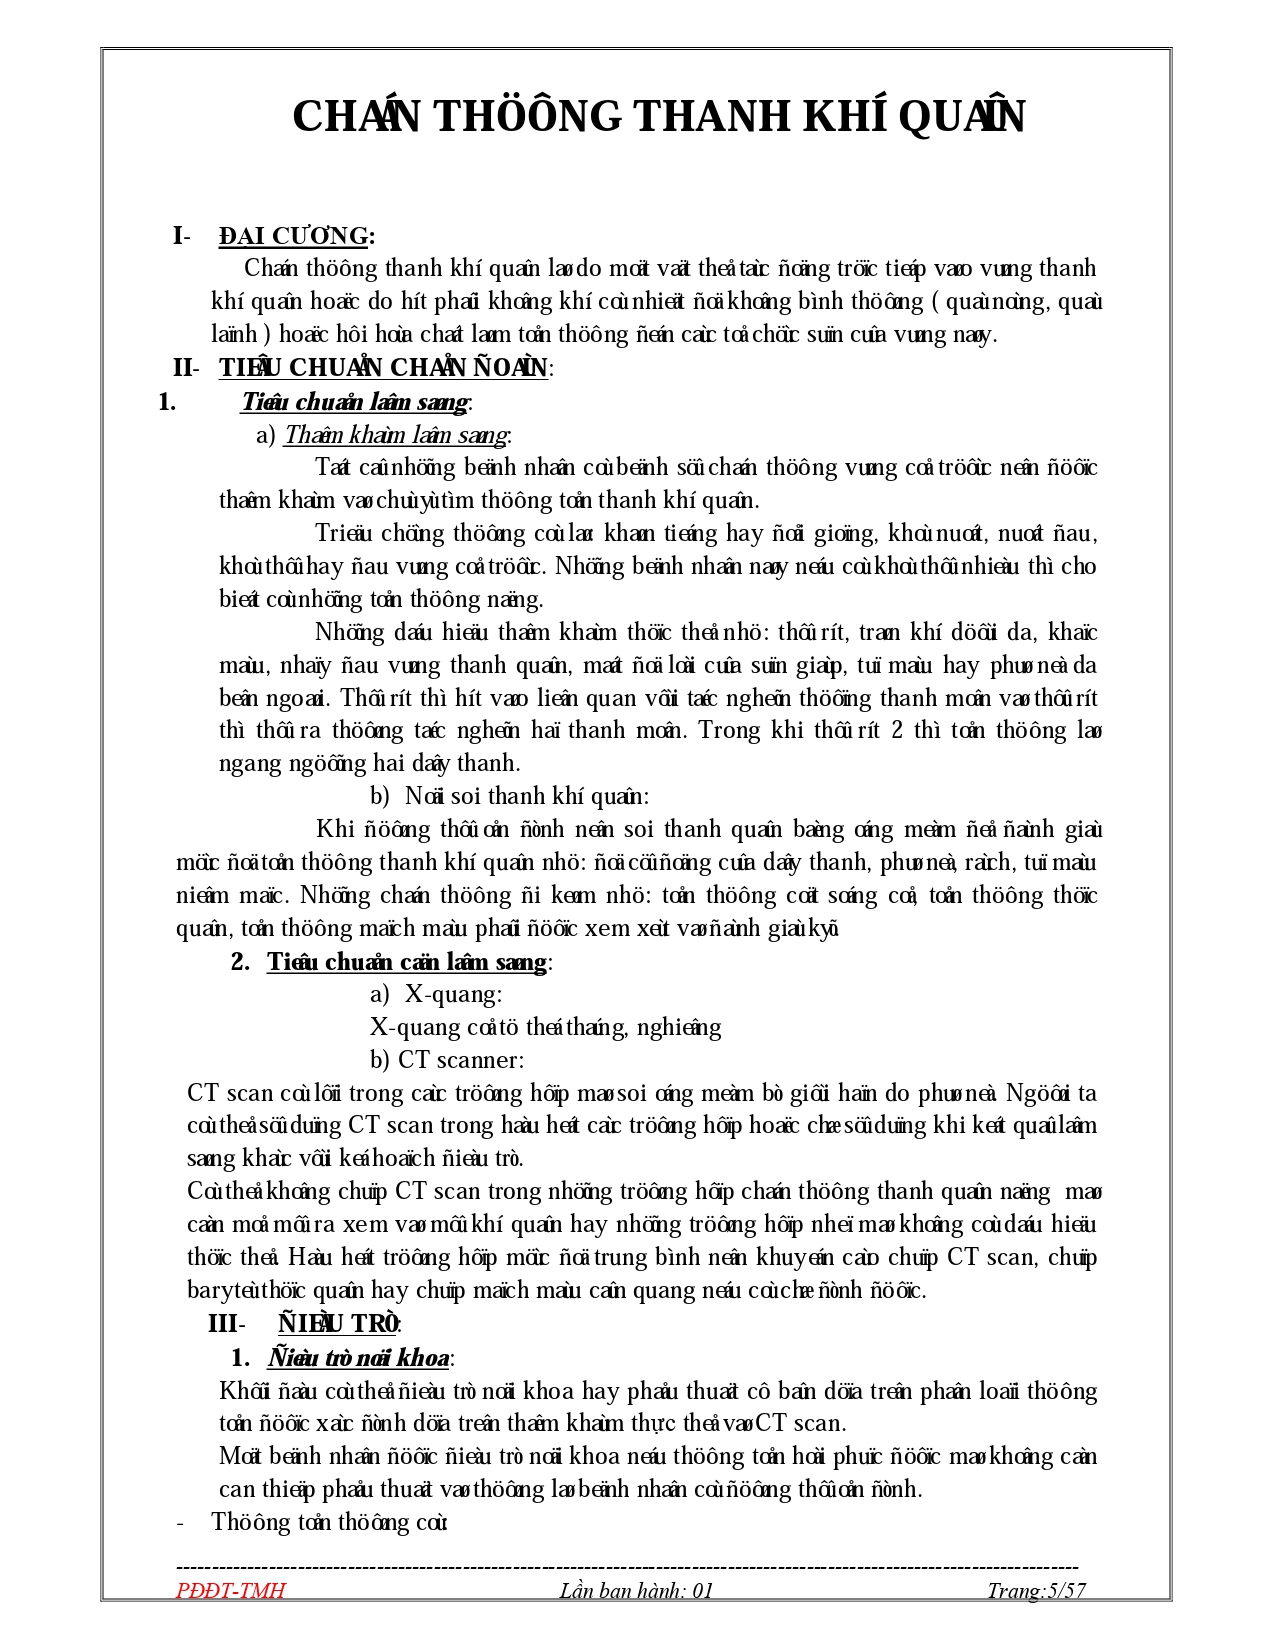 CHAÁN THÖÔNG THANH KHÍ QUAÛN
I- ĐẠI CƯƠNG:
Chaán thöông thanh khí quaûn laø do moät vaät theå taùc ñoäng tröïc tieáp vaøo vuøng thanh
khí quaûn hoaëc do hít phaûi khoâng khí coù nhieät ñoä khoâng bình thöôøng ( quaù noùng, quaù
laïnh ) hoaëc hôi hoùa chaát laøm toån thöông ñeán caùc toå chöùc suïn cuûa vuøng naøy.
II- TIEÂU CHUAÅN CHAÅN ÑOAÙN:
1. Tieâu chuaån laâm saøng:
a) Thaêm khaùm laâm saøng:
Taát caû nhöõng beänh nhaân coù beänh söû chaán thöông vuøng coå tröôùc neân ñöôïc
thaêm khaùm vaø chuù yù tìm thöông toån thanh khí quaûn.
Trieäu chöùng thöôøng coù laø: khaøn tieáng hay ñoåi gioïng, khoù nuoát, nuoát ñau,
khoù thôû hay ñau vuøng coå tröôùc. Nhöõng beänh nhaân naøy neáu coù khoù thôû nhieàu thì cho
bieát coù nhöõng toån thöông naëng.
Nhöõng daáu hieäu thaêm khaùm thöïc theå nhö: thôû rít, traøn khí döôùi da, khaïc
maùu, nhaïy ñau vuøng thanh quaûn, maát ñoä loài cuûa suïn giaùp, tuï maùu hay phuø neà da
beân ngoaøi. Thôû rít thì hít vaøo lieân quan vôùi taéc ngheõn thöôïng thanh moân vaø thôû rít
thì thôû ra thöôøng taéc ngheõn haï thanh moân. Trong khi thôû rít 2 thì toån thöông laø
ngang ngöôõng hai daây thanh.
b) Noäi soi thanh khí quaûn:
Khi ñöôøng thôû oån ñònh neân soi thanh quaûn baèng oáng meàm ñeå ñaùnh giaù
möùc ñoä toån thöông thanh khí quaûn nhö: ñoä cöû ñoäng cuûa daây thanh, phuø neà, raùch, tuï maùu
nieâm maïc. Nhöõng chaán thöông ñi keøm nhö: toån thöông coät soáng coå, toån thöông thöïc
quaûn, toån thöông maïch maùu, phaûi ñöôïc xem xeùt vaø ñaùnh giaù kyõ.
2. Tieâu chuaån caän laâm saøng:
a) X-quang:
X-quang coå tö theá thaúng, nghieâng
b) CT scanner:
CT scan coù lôïi trong caùc tröôøng hôïp maø soi oáng meàm bò giôùi haïn do phuø neà. Ngöôøi ta
coù theå söû duïng CT scan trong haàu heát caùc tröôøng hôïp hoaëc chæ söû duïng khi keát quaû laâm
saøng khaùc vôùi keá hoaïch ñieàu trò.
Coù theå khoâng chuïp CT scan trong nhöõng tröôøng hôïp chaán thöông thanh quaûn naëng maø
caàn moå môû ra xem vaø môû khí quaûn hay nhöõng tröôøng hôïp nheï maø khoâng coù daáu hieäu
thöïc theå. Haàu heát tröôøng hôïp möùc ñoä trung bình neân khuyeán caùo chuïp CT scan, chuïp
baryteù thöïc quaûn hay chuïp maïch maùu caûn quang neáu coù chæ ñònh ñöôïc.
III- ÑIEÀU TRÒ:
1. Ñieàu trò noäi khoa:
Khôûi ñaàu coù theå ñieàu trò noäi khoa hay phaåu thuaät cô baûn döïa treân phaân loaïi thöông
toån ñöôïc xaùc ñònh döïa treân thaêm khaùm thực theå vaø CT scan.
Moät beänh nhaân ñöôïc ñieàu trò noäi khoa neáu thöông toån hoài phuïc ñöôïc maø khoâng caàn
can thieäp phaåu thuaät vaø thöôøng laø beänh nhaân coù ñöôøng thôû oån ñònh.
- Thöông toån thöôøng coù:
PĐĐT-TMH Lần ban hành: 01 Trang:5/57